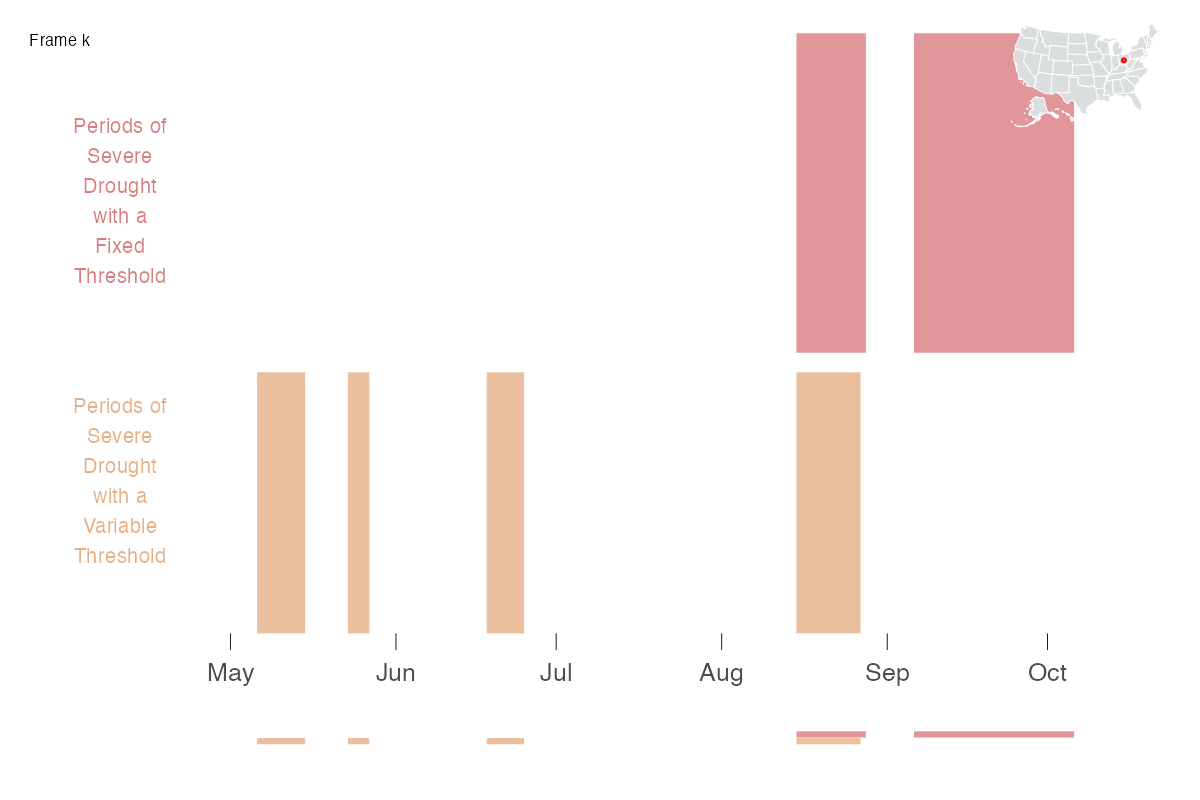 Frame k
Periods of
Severe
Drought
with a
Fixed
Threshold
Periods of
Severe
Drought
with a
Variable
Threshold
May Jun Jul Aug Sep Oct